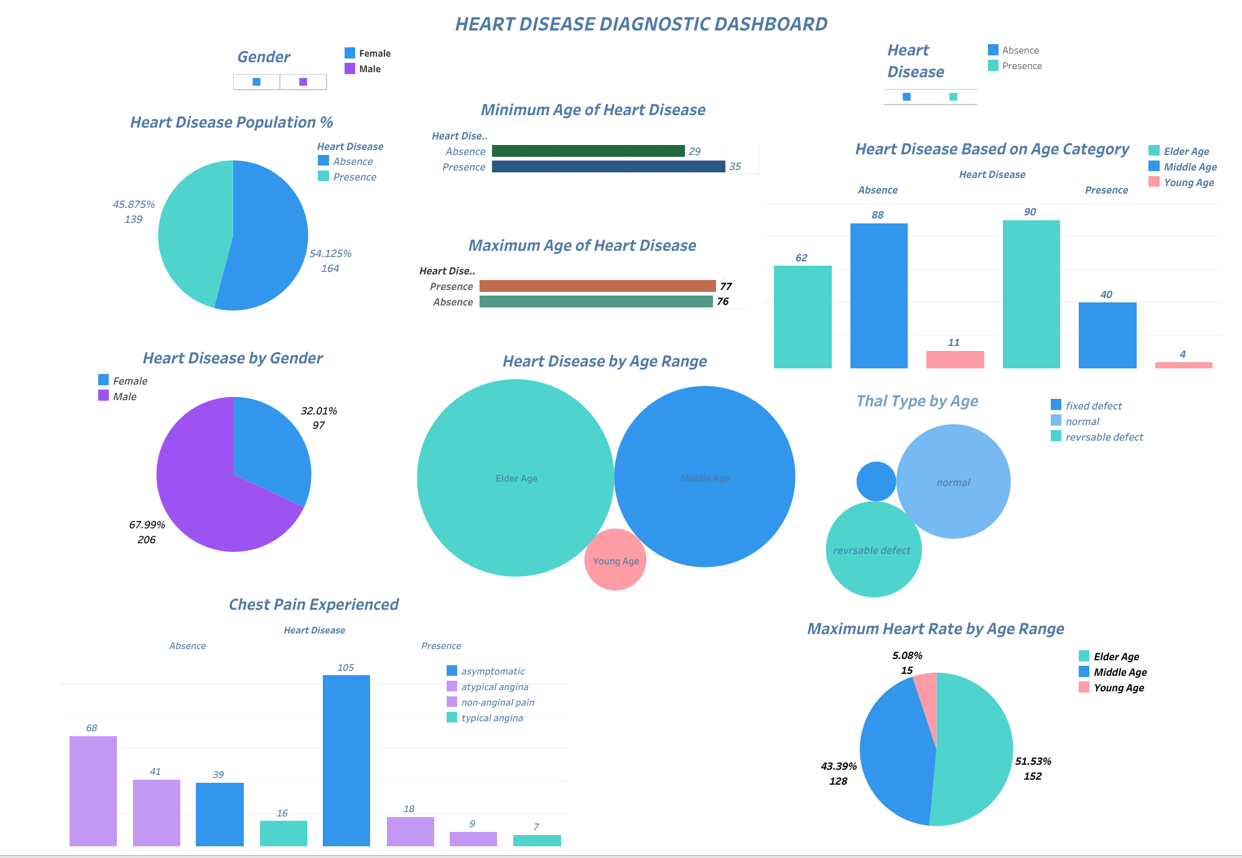 HEART DISEASE DIAGNOSTIC DASHBOARD
Gender
Female
Male
Heart
Disease
Absence
Presence
Heart Disease Population %
Heart Disease
Absence
Presence
45.875%
139
54.125%
164
Minimum Age of Heart Disease
Heart Dise..
Absence 29
Presence 35
Maximum Age of Heart Disease
Heart Dise..
Presence 77
Absence 76
Heart Disease Based on Age Category
Elder Age
Middle Age
Young Age
Heart Disease
Absence Presence
62 88 11 90 40 4
Heart Disease by Gender
Female
Male
32.01%
97
67.99%
206
Heart Disease by Age Range
Elder Age
Middle Age
Young Age
Thal Type by Age
fixed defect
normal
revrsable defect
normal
revrsable defect
Chest Pain Experienced
Heart Disease
Absence Presence
asymptomatic
atypical angina
non-anginal pain
typical angina
68 41 39 16 105 18 9 7
Maximum Heart Rate by Age Range
Elder Age
Middle Age
Young Age
5.08%
15
43.39%
128
51.53%
152